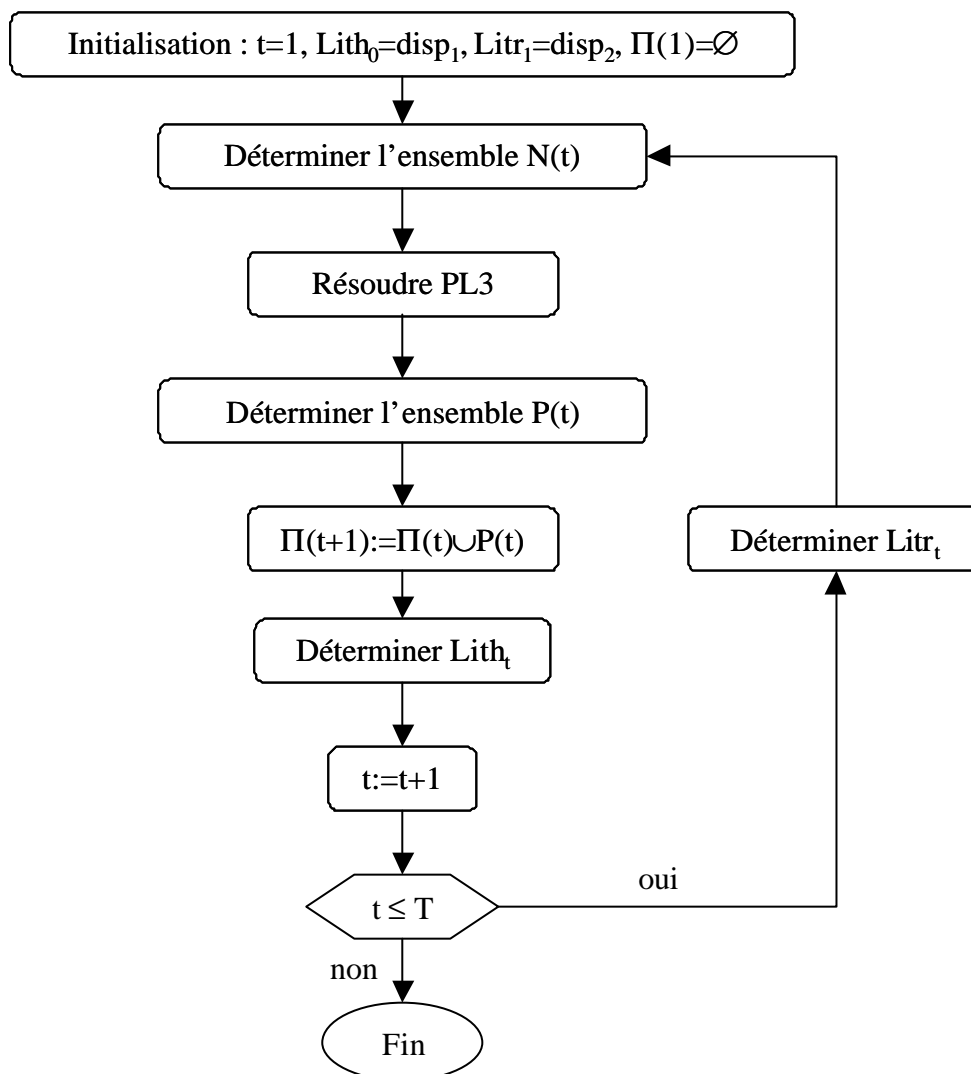 Initialisation : t=1, Lith₀=disp₁, Litr₁=disp₂, Π(1)=∅
Déterminer l'ensemble N(t)
Résoudre PL3
Déterminer l'ensemble P(t)
Π(t+1):=Π(t)∪P(t)
Déterminer Litrₜ
Déterminer Lithₜ
t:=t+1
t ≤ T
oui
non
Fin